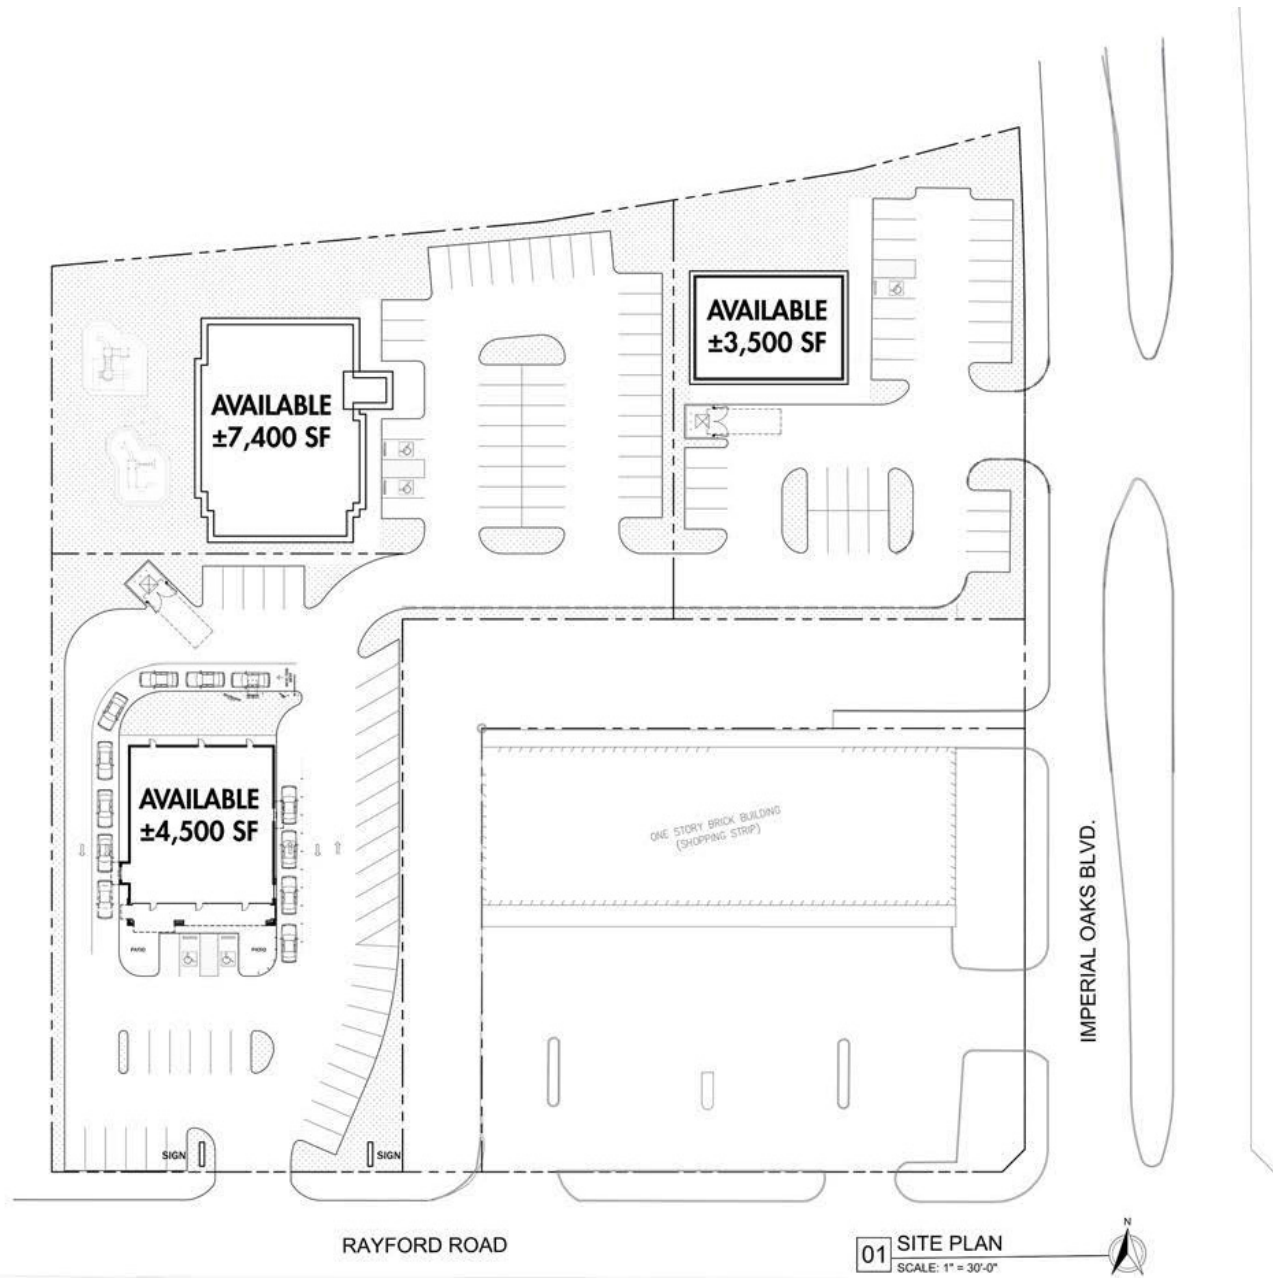 AVAILABLE
±3,500 SF
AVAILABLE
±7,400 SF
AVAILABLE
±4,500 SF
ONE STORY BRICK BUILDING
(SHOPPING STRIP)
IMPERIAL OAKS BLVD.
PATIO
PATIO
SIGN
SIGN
RAYFORD ROAD
01
SITE PLAN
SCALE: 1" = 30'-0"
N